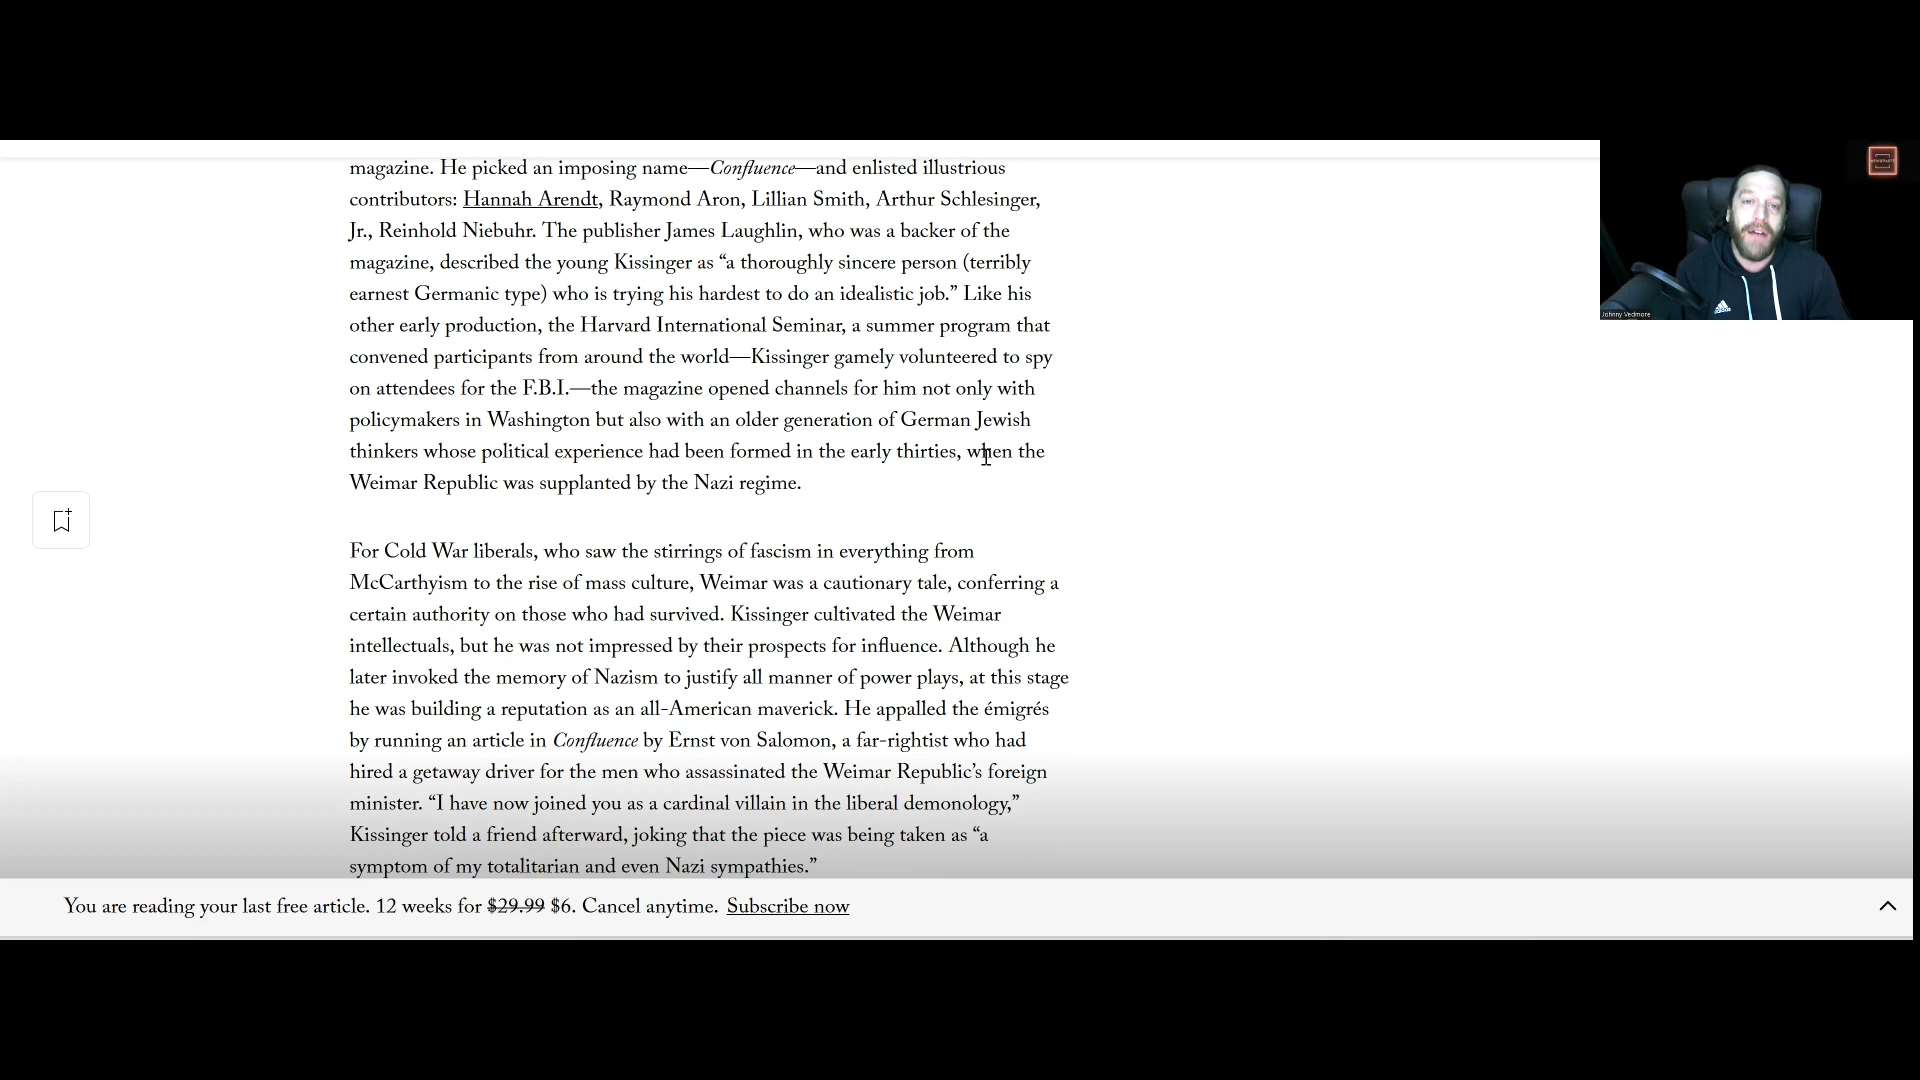 magazine. He picked an imposing name—Confluence—and enlisted illustrious
contributors: Hannah Arendt, Raymond Aron, Lillian Smith, Arthur Schlesinger,
Jr., Reinhold Niebuhr. The publisher James Laughlin, who was a backer of the
magazine, described the young Kissinger as “a thoroughly sincere person (terribly
earnest Germanic type) who is trying his hardest to do an idealistic job.” Like his
other early production, the Harvard International Seminar, a summer program that
convened participants from around the world—Kissinger gamely volunteered to spy
on attendees for the F.B.I.—the magazine opened channels for him not only with
policymakers in Washington but also with an older generation of German Jewish
thinkers whose political experience had been formed in the early thirties, when the
Weimar Republic was supplanted by the Nazi regime.
For Cold War liberals, who saw the stirrings of fascism in everything from
McCarthyism to the rise of mass culture, Weimar was a cautionary tale, conferring a
certain authority on those who had survived. Kissinger cultivated the Weimar
intellectuals, but he was not impressed by their prospects for influence. Although he
later invoked the memory of Nazism to justify all manner of power plays, at this stage
he was building a reputation as an all-American maverick. He appalled the émigrés
by running an article in Confluence by Ernst von Salomon, a far-rightist who had
hired a getaway driver for the men who assassinated the Weimar Republic’s foreign
minister. “I have now joined you as a cardinal villain in the liberal demonology,”
Kissinger told a friend afterward, joking that the piece was being taken as “a
symptom of my totalitarian and even Nazi sympathies.”
You are reading your last free article. 12 weeks for $29.99 $6. Cancel anytime. Subscribe now
Johnny Vedmore
adidas